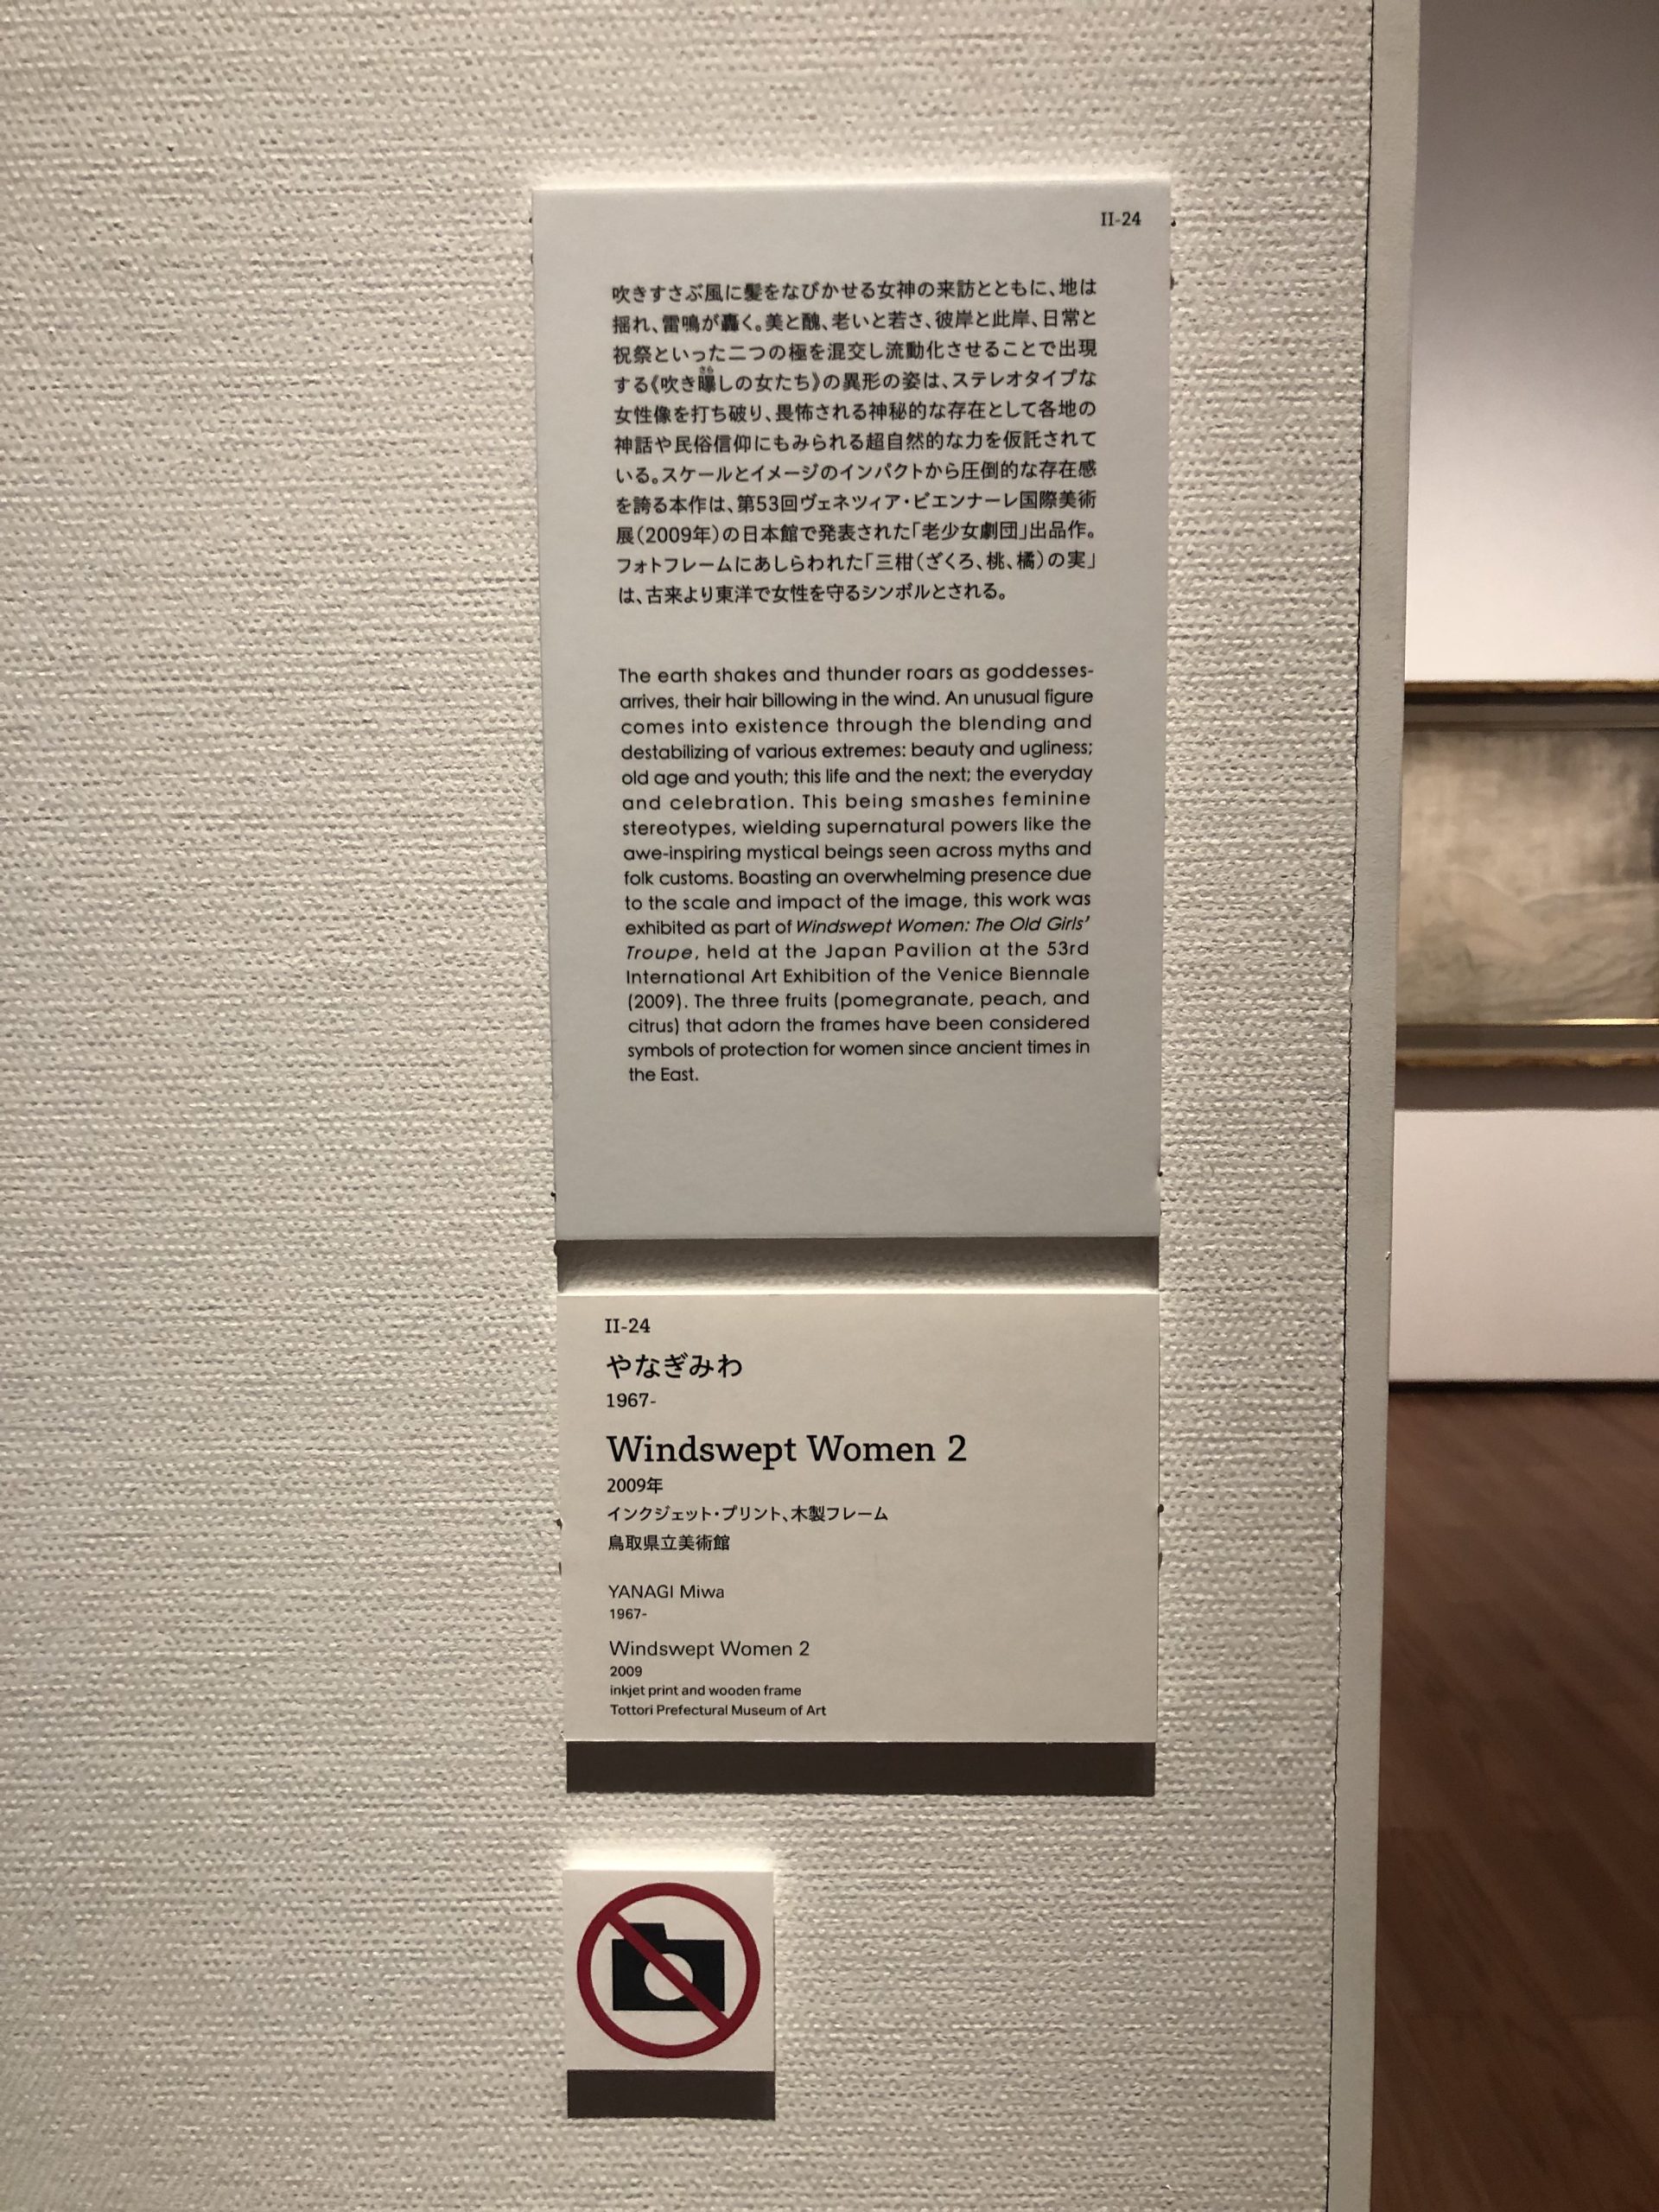 II-24
吹きすさぶ風に髪をなびかせる女神の来訪とともに、地は
揺れ、雷鳴が轟く。美と醜、老いと若さ、彼岸と此岸、日常と
祝祭といった二つの極を混交し流動化させることで出現
さら
する《吹き曝しの女たち》の異形の姿は、ステレオタイプな
女性像を打ち破り、畏怖される神秘的な存在として各地の
神話や民俗信仰にもみられる超自然的な力を仮託されて
いる。スケールとイメージのインパクトから圧倒的な存在感
を誇る本作は、第53回ヴェネツィア・ビエンナーレ国際美術
展(2009年)の日本館で発表された「老少女劇団」出品作。
フォトフレームにあしらわれた「三柑(ざくろ、桃、橘)の実」
は、古来より東洋で女性を守るシンボルとされる。
The earth shakes and thunder roars as goddesses-
arrives, their hair billowing in the wind. An unusual figure
comes into existence through the blending and
destabilizing of various extremes: beauty and ugliness;
old age and youth; this life and the next; the everyday
and celebration. This being smashes feminine
stereotypes, wielding supernatural powers like the
awe-inspiring mystical beings seen across myths and
folk customs. Boasting an overwhelming presence due
to the scale and impact of the image, this work was
exhibited as part of Windswept Women: The Old Girls'
Troupe, held at the Japan Pavilion at the 53rd
International Art Exhibition of the Venice Biennale
(2009). The three fruits (pomegranate, peach, and
citrus) that adorn the frames have been considered
symbols of protection for women since ancient times in
the East.
II-24
やなぎみわ
1967-
Windswept Women 2
2009年
インクジェット・プリント、木製フレーム
鳥取県立美術館
YANAGI Miwa
1967-
Windswept Women 2
2009
inkjet print and wooden frame
Tottori Prefectural Museum of Art